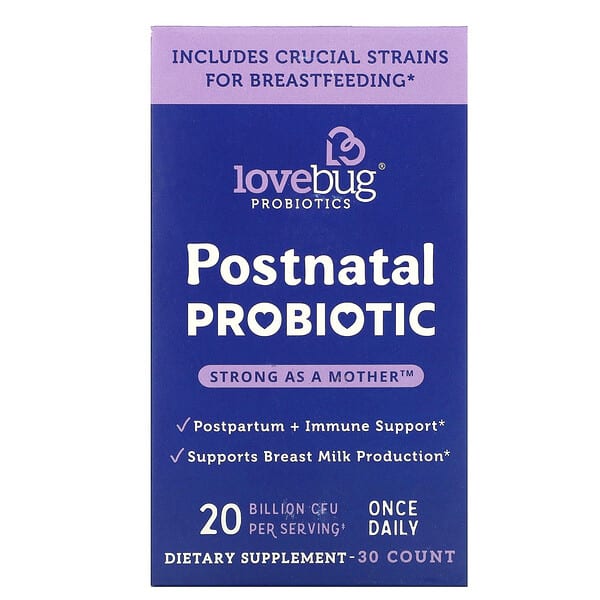 INCLUDES CRUCIAL STRAINS
FOR BREASTFEEDING*
lovebug®
PROBIOTICS
Postnatal
PROBIOTIC
STRONG AS A MOTHER™
✓ Postpartum + Immune Support*
✓ Supports Breast Milk Production*
20 BILLION CFU
PER SERVING‡
ONCE
DAILY
DIETARY SUPPLEMENT-30 COUNT